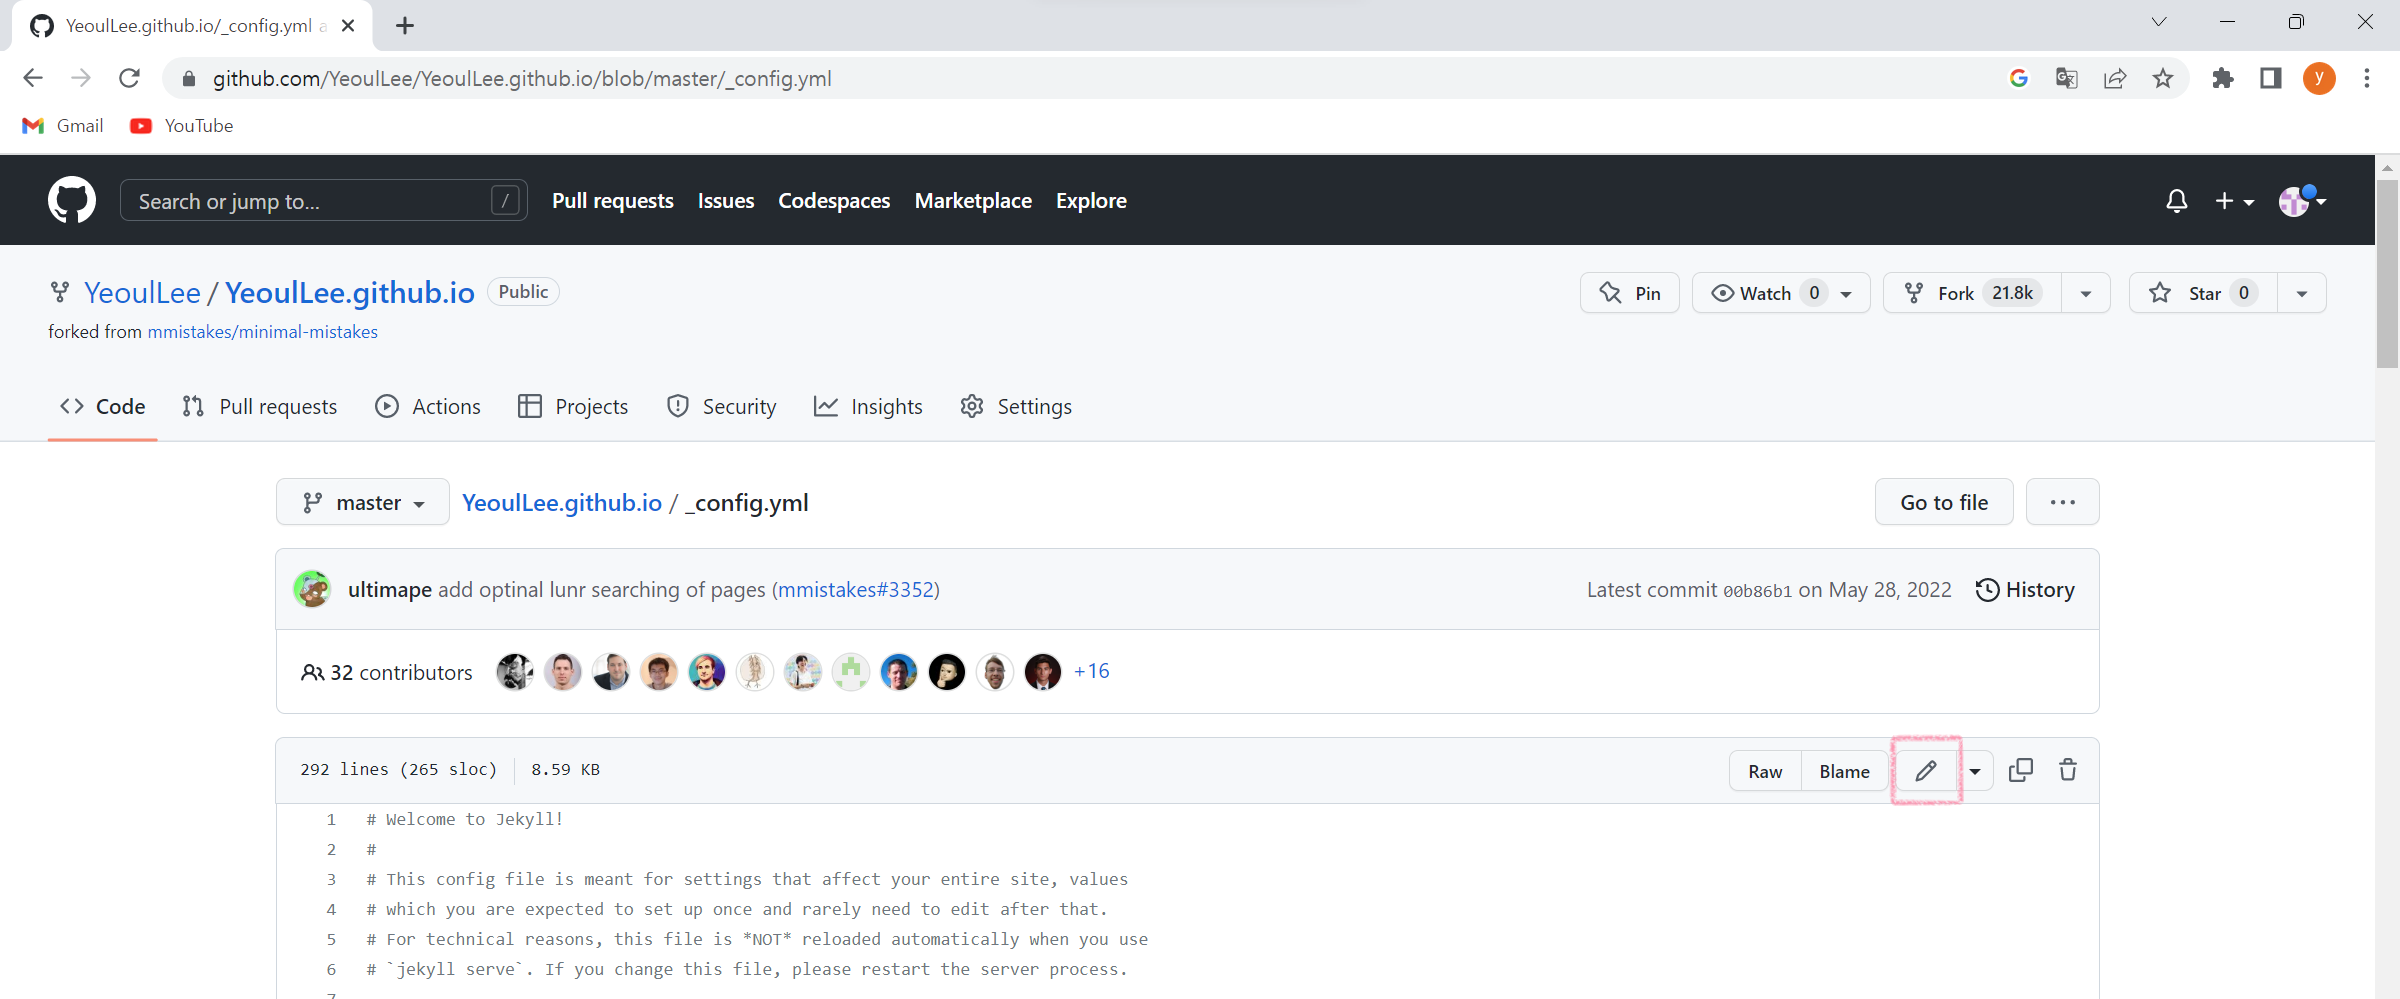 YeoulLee.github.io/_config.yml a
github.com/YeoulLee/YeoulLee.github.io/blob/master/_config.yml
y
Gmail YouTube
Search or jump to... / Pull requests Issues Codespaces Marketplace Explore
YeoulLee / YeoulLee.github.io Public Pin Watch 0 Fork 21.8k Star 0
forked from mmistakes/minimal-mistakes
Code Pull requests Actions Projects Security Insights Settings
master YeoulLee.github.io / _config.yml Go to file ...
ultimape add optinal lunr searching of pages (mmistakes#3352) Latest commit 00b86b1 on May 28, 2022 History
32 contributors +16
292 lines (265 sloc) 8.59 KB Raw Blame
1 # Welcome to Jekyll!
2 #
3 # This config file is meant for settings that affect your entire site, values
4 # which you are expected to set up once and rarely need to edit after that.
5 # For technical reasons, this file is *NOT* reloaded automatically when you use
6 # `jekyll serve`. If you change this file, please restart the server process.
7